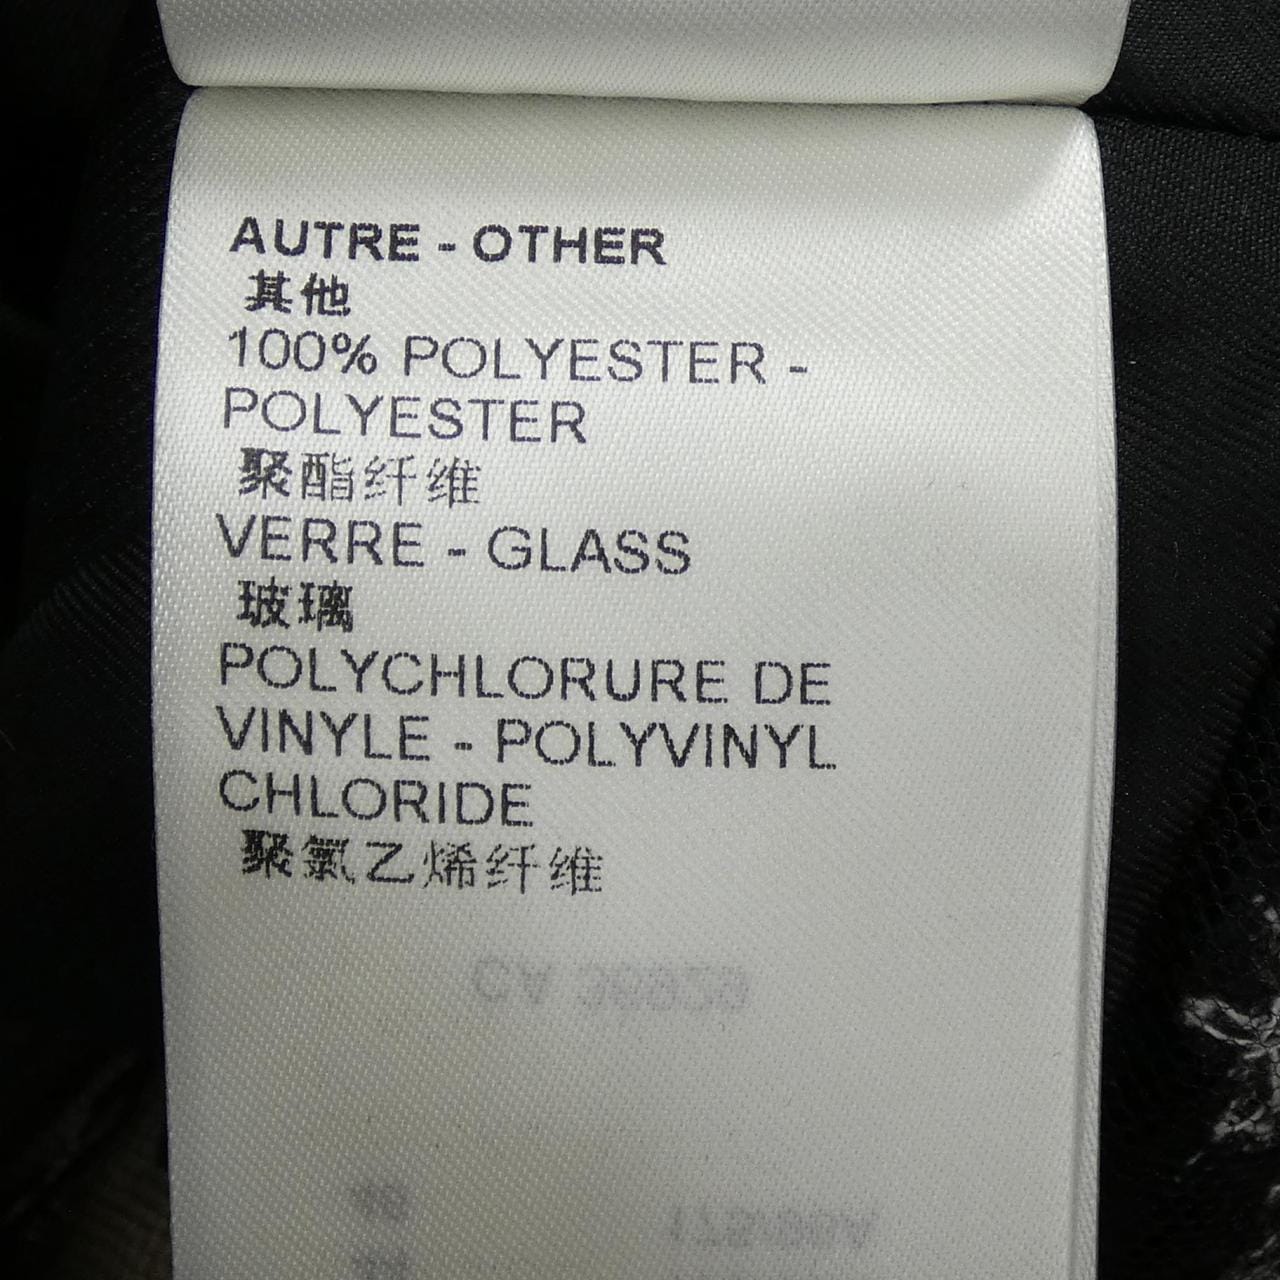 AUTRE - OTHER
其他
100% POLYESTER -
POLYESTER
聚酯纤维
VERRE - GLASS
玻璃
POLYCHLORURE DE
VINYLE - POLYVINYL
CHLORIDE
聚氯乙烯纤维